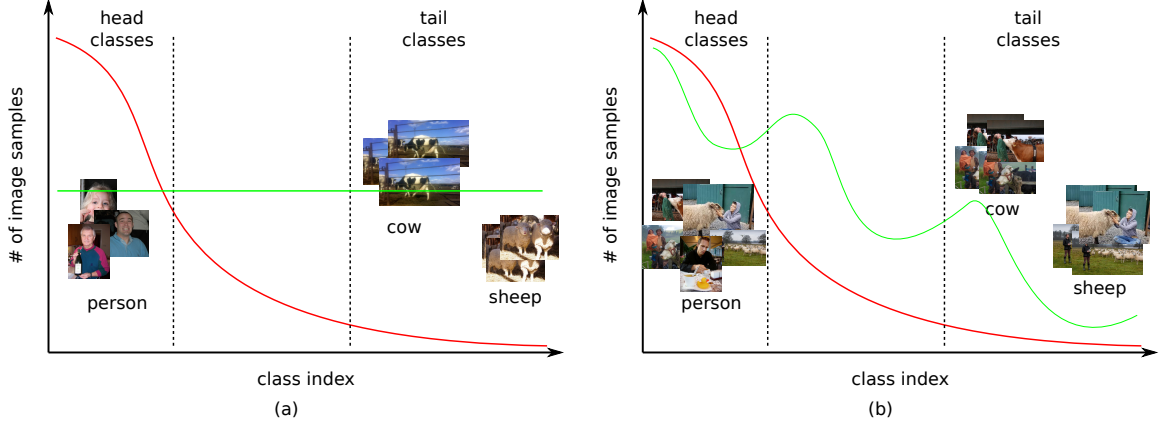 head
classes
tail
classes
# of image samples
cow
sheep
person
class index
(a)
head
classes
tail
classes
# of image samples
cow
sheep
person
class index
(b)